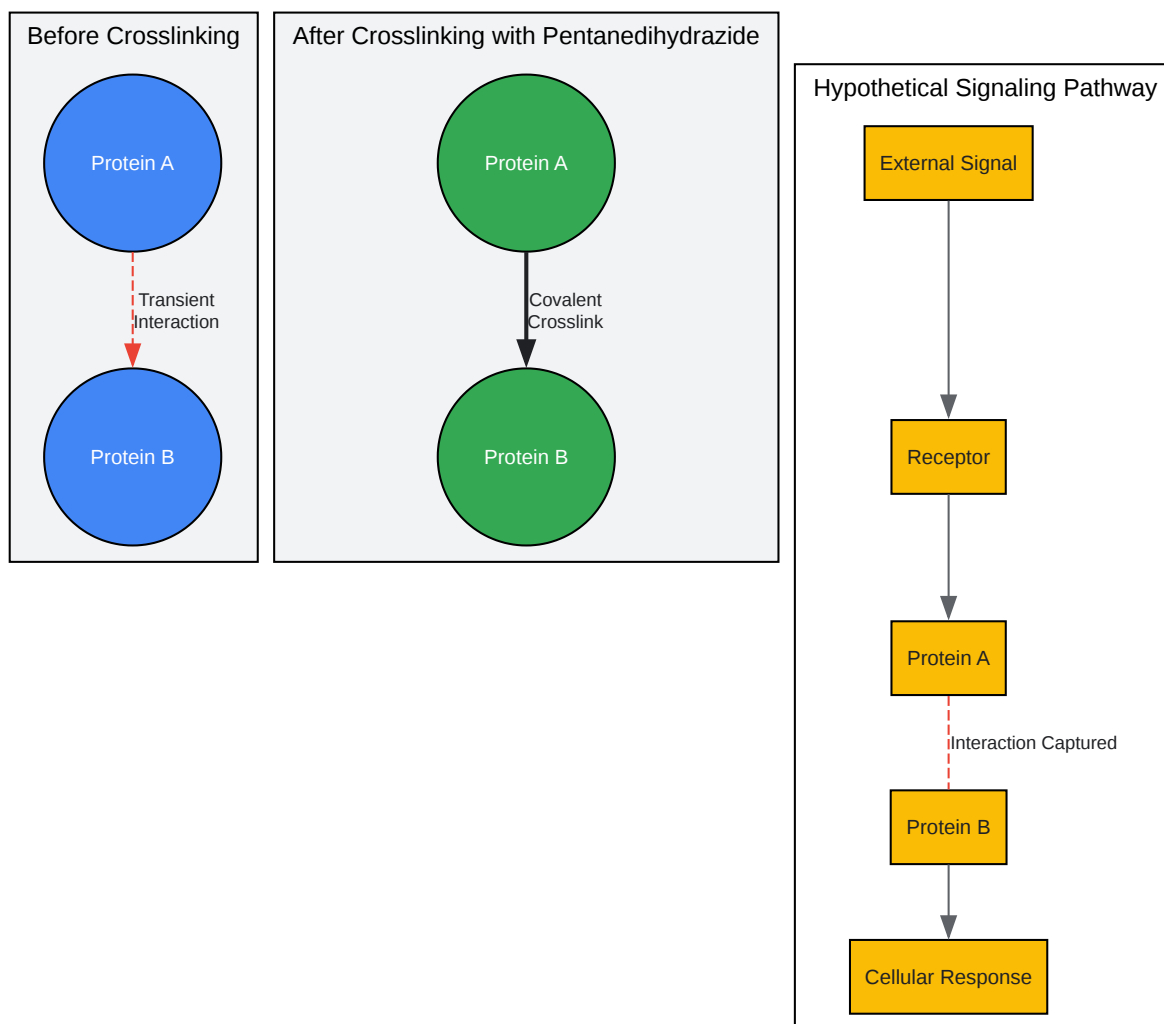 Before Crosslinking
Protein A
Transient
Interaction
Protein B
After Crosslinking with Pentanedihydrazide
Protein A
Covalent
Crosslink
Protein B
Hypothetical Signaling Pathway
External Signal
Receptor
Protein A
Interaction Captured
Protein B
Cellular Response